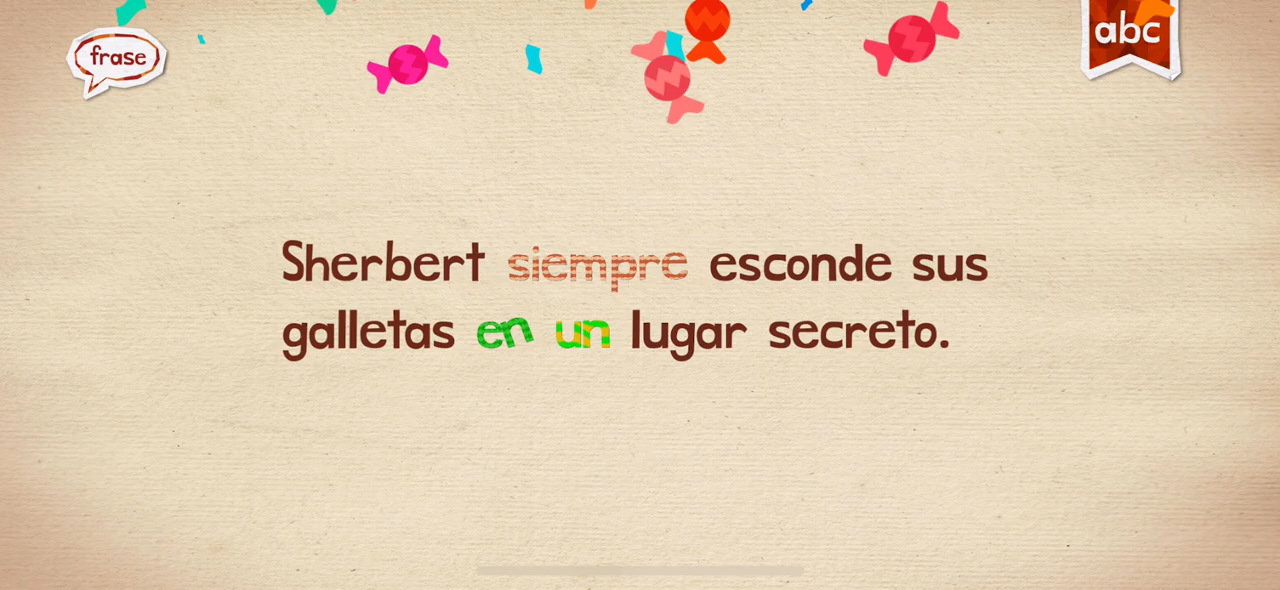 frase
abc
Sherbert siempre esconde sus
galletas en un lugar secreto.